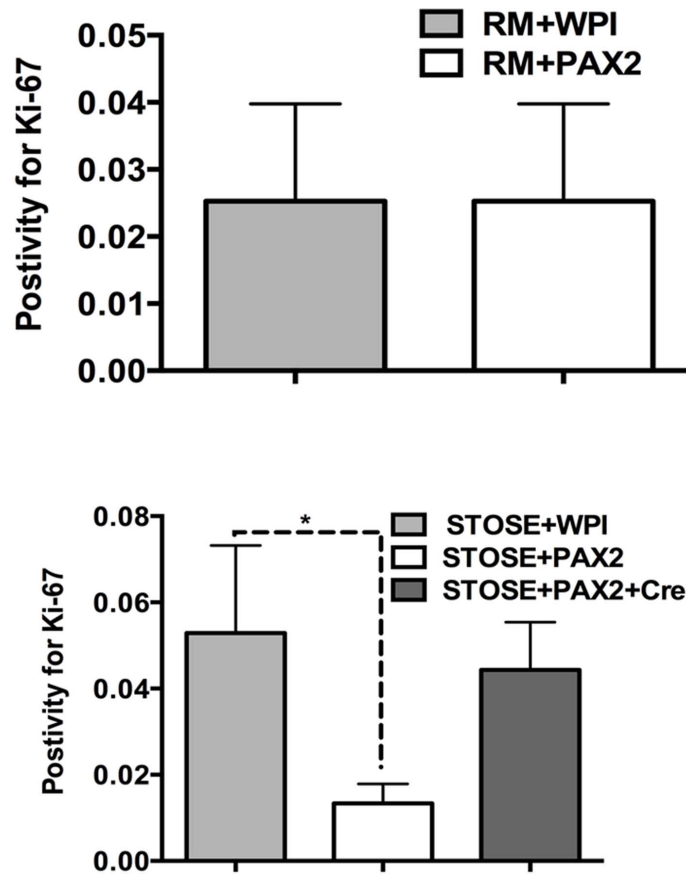 RM+WPI
RM+PAX2
Postivity for Ki-67
0.05
0.04
0.03
0.02
0.01
0.00
STOSE+WPI
STOSE+PAX2
STOSE+PAX2+Cre
*
Postivity for Ki-67
0.08
0.06
0.04
0.02
0.00